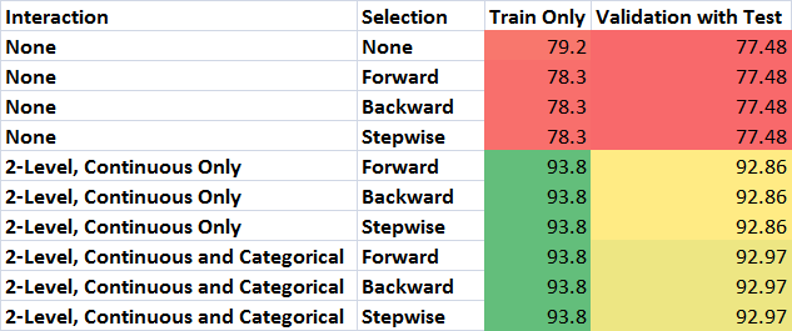 Interaction Selection Train Only Validation with Test
None None 79.2 77.48
None Forward 78.3 77.48
None Backward 78.3 77.48
None Stepwise 78.3 77.48
2-Level, Continuous Only Forward 93.8 92.86
2-Level, Continuous Only Backward 93.8 92.86
2-Level, Continuous Only Stepwise 93.8 92.86
2-Level, Continuous and Categorical Forward 93.8 92.97
2-Level, Continuous and Categorical Backward 93.8 92.97
2-Level, Continuous and Categorical Stepwise 93.8 92.97